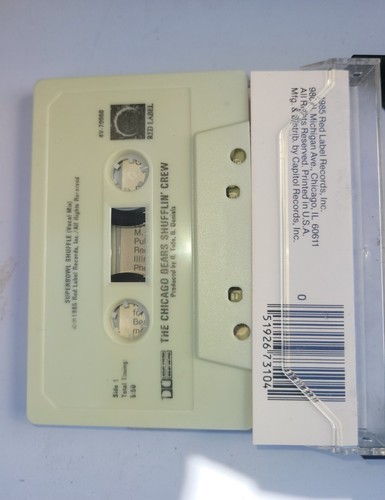 4V-79008
RED LABEL
THE CHICAGO BEARS SHUFFLIN' CREW
Produced by R. Tufo, B. Daniels
SUPERBOWL SHUFFLE (Vocal Mix)
1985 Red Label Records, Inc. / All Rights Reserved
Side 1
Total Timing:
5:50
1985 Red Label Records, Inc.
Michigan Ave., Chicago, IL 60611
All Rights Reserved. Printed in U.S.A.
Mfg. & Distrib. by Capitol Records, Inc.
0
51926 73104